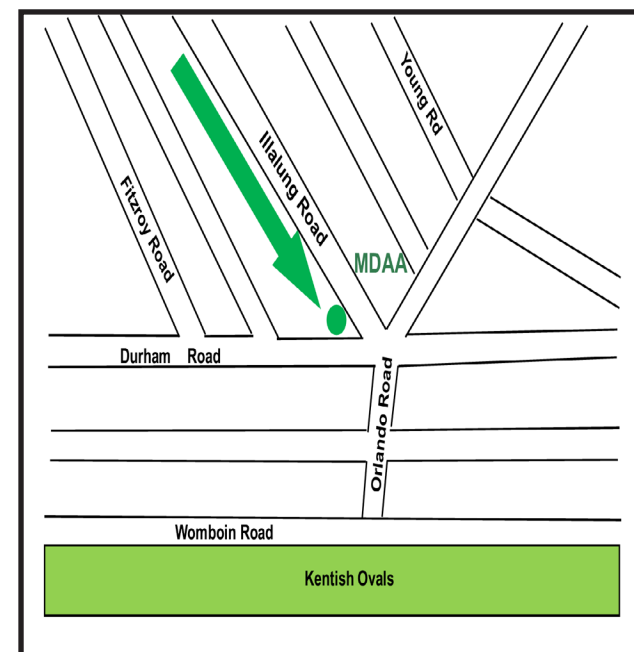 Young Rd
Illalung Road
Fitzroy Road
MDAA
Durham Road
Orlando Road
Womboin Road
Kentish Ovals